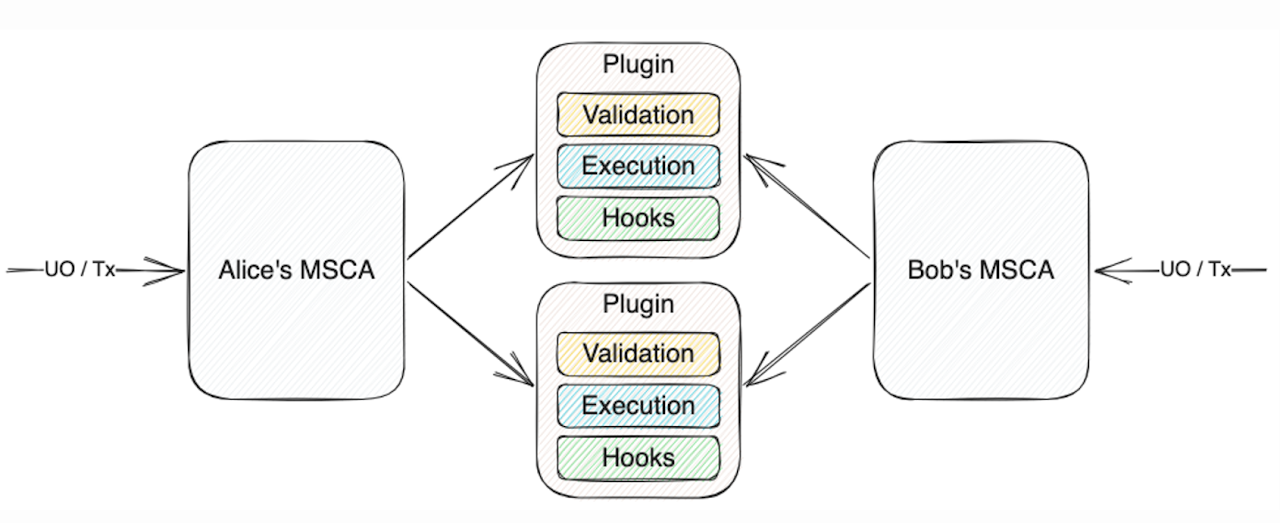 Plugin
Validation
Execution
Hooks
UO / Tx
Alice's MSCA
Bob's MSCA
UO / Tx
Plugin
Validation
Execution
Hooks